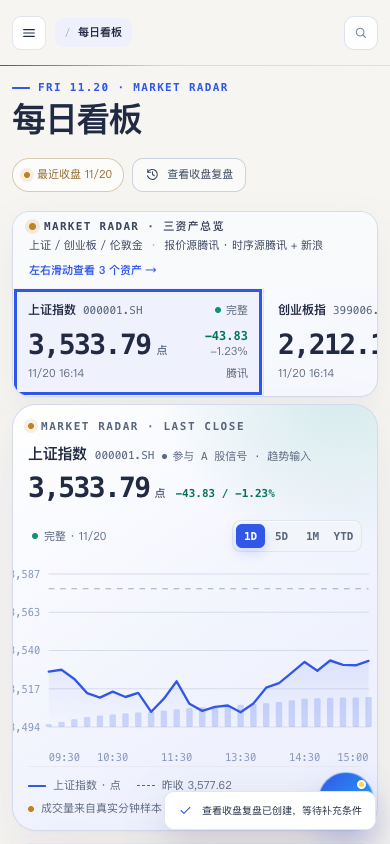 / 每日看板
FRI 11.20 · MARKET RADAR
每日看板
最近收盘 11/20
查看收盘复盘
MARKET RADAR · 三资产总览
上证 / 创业板 / 伦敦金 · 报价源腾讯 · 时序源腾讯 + 新浪
左右滑动查看 3 个资产 →
上证指数 000001.SH 完整
3,533.79 点 −43.83
−1.23%
11/20 16:14 腾讯
创业板指 399006.
2,212.1
11/20 16:14
MARKET RADAR · LAST CLOSE
上证指数 000001.SH 参与 A 股信号 · 趋势输入
3,533.79 点 −43.83 / −1.23%
完整 · 11/20
1D 5D 1M YTD
,587
,563
,540
,517
,494
09:30 10:30 11:30 13:30 14:30 15:00
上证指数 · 点 昨收 3,577.62
成交量来自真实分钟样本
查看收盘复盘已创建，等待补充条件